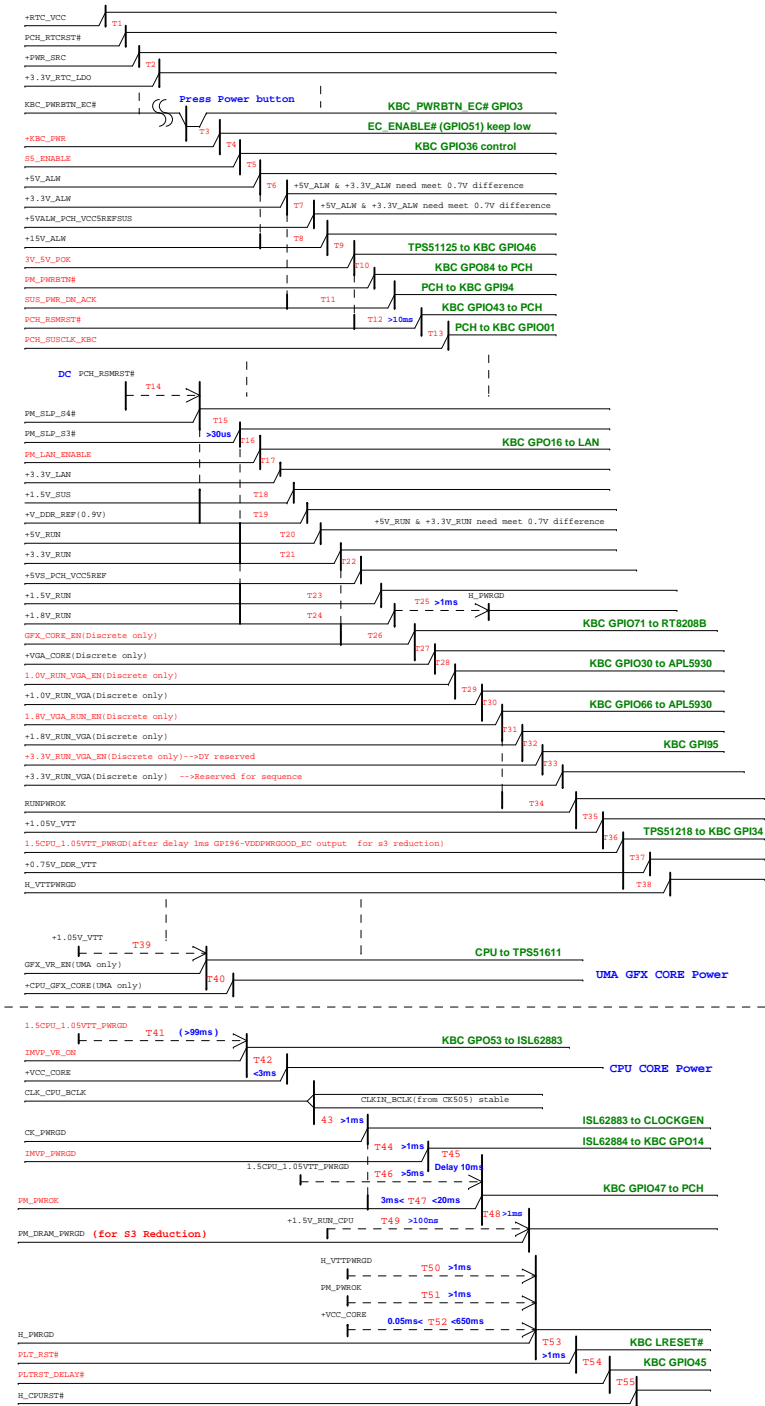 +RTC_VCC
T1
PCH_RTCRST#
+PWR_SRC
T2
+3.3V_RTC_LDO
KBC_PWRBTN_EC#
Press Power button
KBC_PWRBTN_EC# GPIO3
T3
EC_ENABLE# (GPIO51) keep low
+KBC_PWR
T4
KBC GPIO36 control
S5_ENABLE
T5
+5V_ALW
T6
+5V_ALW & +3.3V_ALW need meet 0.7V difference
+3.3V_ALW
T7
+5V_ALW & +3.3V_ALW need meet 0.7V difference
+5VALW_PCH_VCC5REFSUS
+15V_ALW
T8
T9
TPS51125 to KBC GPIO46
3V_5V_POK
T10
KBC GPO84 to PCH
PM_PWRBTN#
PCH to KBC GPI94
SUS_PWR_DN_ACK
T11
KBC GPIO43 to PCH
PCH_RSMRST#
T12 >10ms
T13
PCH to KBC GPIO01
PCH_SUSCLK_KBC
DC PCH_RSMRST#
T14
PM_SLP_S4#
T15
PM_SLP_S3#
>30us
T16
KBC GPO16 to LAN
PM_LAN_ENABLE
T17
+3.3V_LAN
+1.5V_SUS
T18
+V_DDR_REF(0.9V)
T19
+5V_RUN & +3.3V_RUN need meet 0.7V difference
+5V_RUN
T20
+3.3V_RUN
T21
T22
+5VS_PCH_VCC5REF
+1.5V_RUN
T23
T25 >1ms
H_PWRGD
+1.8V_RUN
T24
KBC GPIO71 to RT8208B
GFX_CORE_EN(Discrete only)
T26
T27
+VGA_CORE(Discrete only)
T28
KBC GPIO30 to APL5930
1.0V_RUN_VGA_EN(Discrete only)
T29
+1.0V_RUN_VGA(Discrete only)
T30
KBC GPIO66 to APL5930
1.8V_VGA_RUN_EN(Discrete only)
T31
+1.8V_RUN_VGA(Discrete only)
T32
KBC GPI95
+3.3V_RUN_VGA_EN(Discrete only)-->DY reserved
T33
+3.3V_RUN_VGA(Discrete only) -->Reserved for sequence
RUNPWROK
T34
T35
+1.05V_VTT
TPS51218 to KBC GPI34
T36
1.5CPU_1.05VTT_PWRGD(after delay 1ms GPI96-VDDPWRGOOD_EC output for s3 reduction)
T37
+0.75V_DDR_VTT
H_VTTPWRGD
T38
+1.05V_VTT
T39
CPU to TPS51611
GFX_VR_EN(UMA only)
T40
UMA GFX CORE Power
+CPU_GFX_CORE(UMA only)
1.5CPU_1.05VTT_PWRGD
T41 (>99ms)
KBC GPO53 to ISL62883
IMVP_VR_ON
T42
CPU CORE Power
+VCC_CORE
<3ms
CLK_CPU_BCLK
CLKIN_BCLK(from CK505) stable
43 >1ms
ISL62883 to CLOCKGEN
CK_PWRGD
T44 >1ms
T45
ISL62884 to KBC GPO14
IMVP_PWRGD
1.5CPU_1.05VTT_PWRGD
Delay 10ms
T46 >5ms
KBC GPIO47 to PCH
PM_PWROK
3ms< T47 <20ms
T48 >1ms
+1.5V_RUN_CPU
T49 >100ns
PM_DRAM_PWRGD (for S3 Reduction)
H_VTTPWRGD
T50 >1ms
PM_PWROK
T51 >1ms
+VCC_CORE
0.05ms< T52 <650ms
H_PWRGD
T53
KBC LRESET#
PLT_RST#
>1ms
T54
KBC GPIO45
PLTRST_DELAY#
T55
H_CPURST#